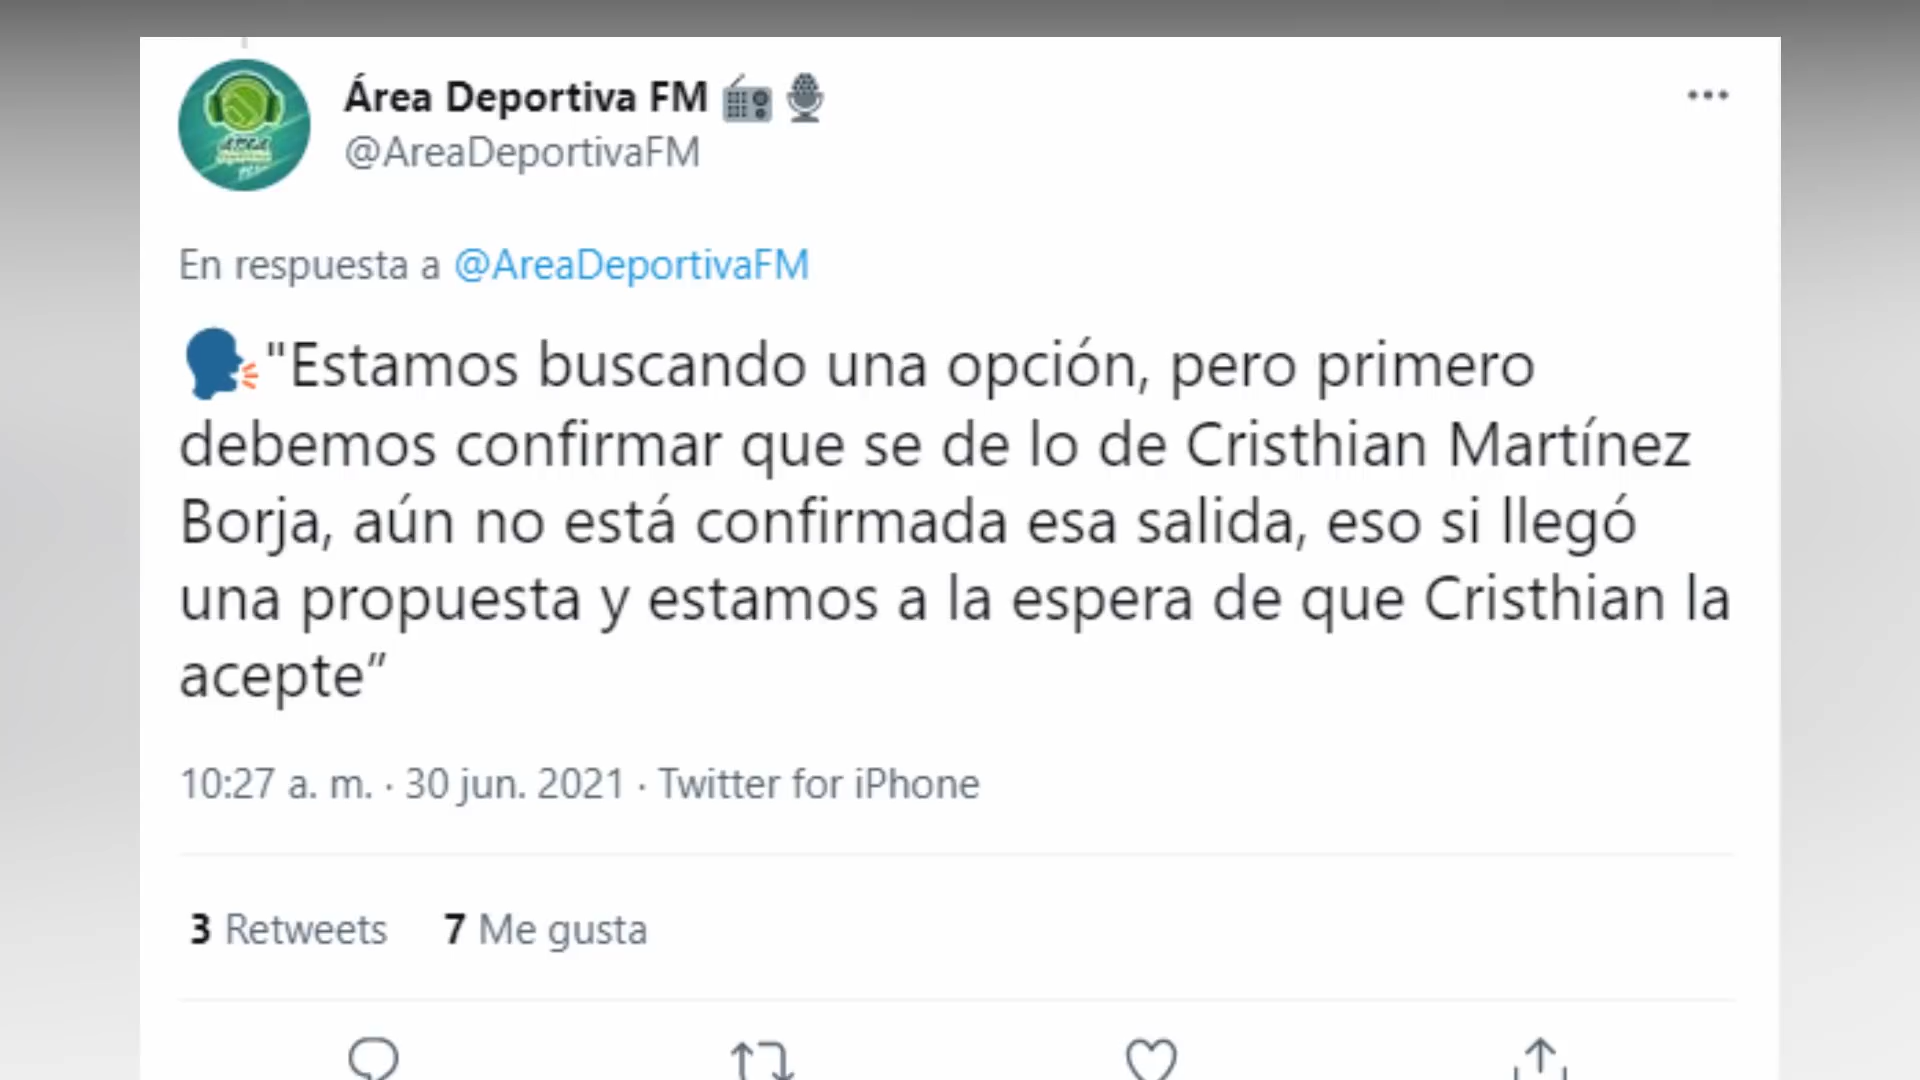 Área Deportiva FM
@AreaDeportivaFM
En respuesta a @AreaDeportivaFM
"Estamos buscando una opción, pero primero
debemos confirmar que se de lo de Cristhian Martínez
Borja, aún no está confirmada esa salida, eso si llegó
una propuesta y estamos a la espera de que Cristhian la
acepte”
10:27 a. m. · 30 jun. 2021 · Twitter for iPhone
3 Retweets 7 Me gusta